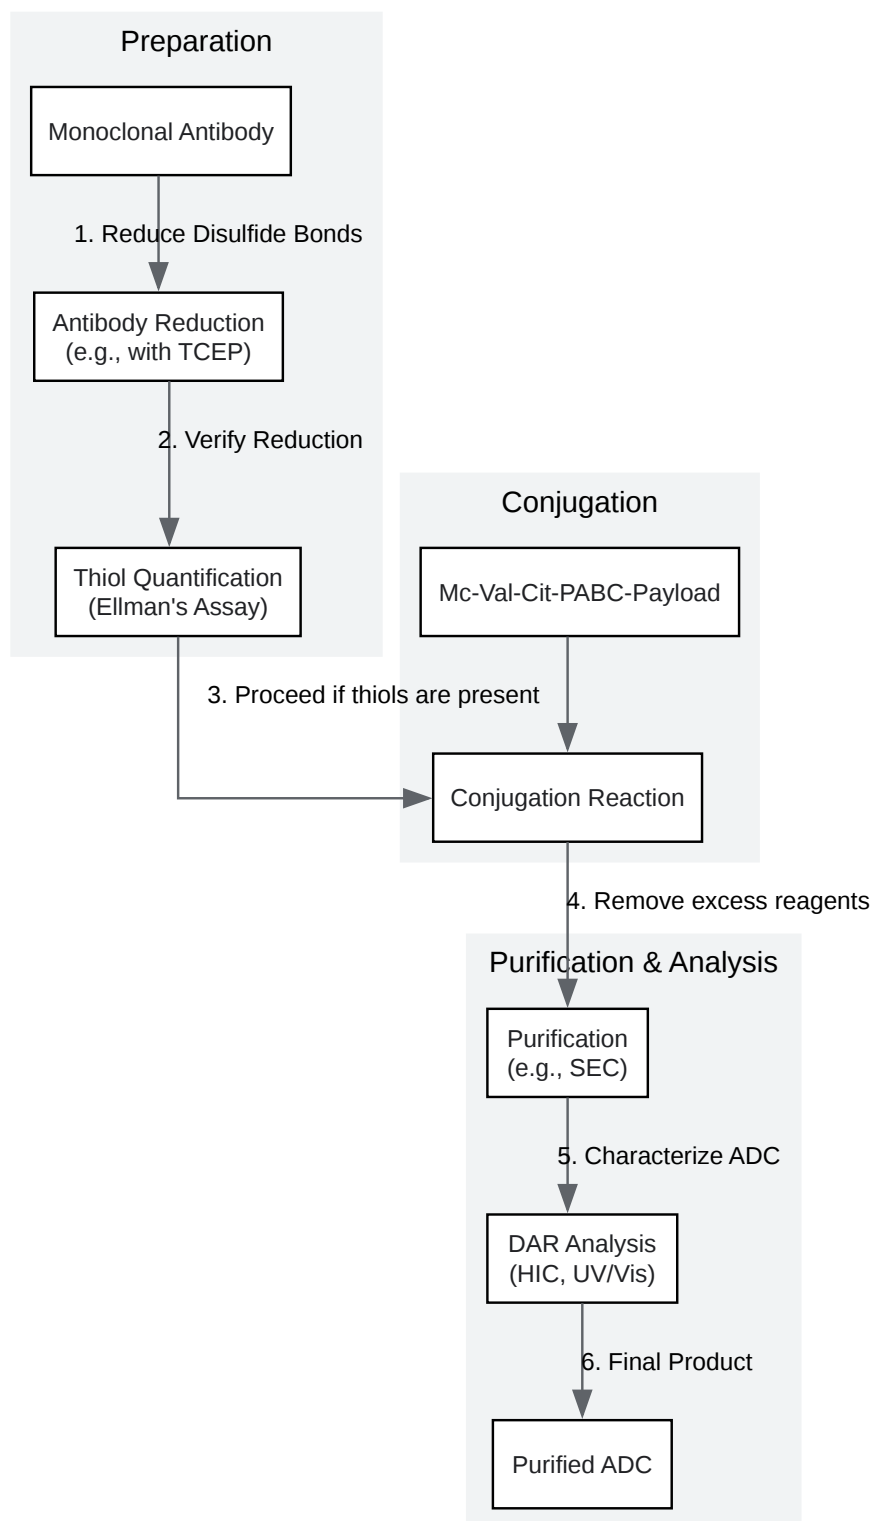 Preparation
Monoclonal Antibody
1. Reduce Disulfide Bonds
Antibody Reduction
(e.g., with TCEP)
2. Verify Reduction
Thiol Quantification
(Ellman's Assay)
Conjugation
Mc-Val-Cit-PABC-Payload
3. Proceed if thiols are present
Conjugation Reaction
4. Remove excess reagents
Purification & Analysis
Purification
(e.g., SEC)
5. Characterize ADC
DAR Analysis
(HIC, UV/Vis)
6. Final Product
Purified ADC